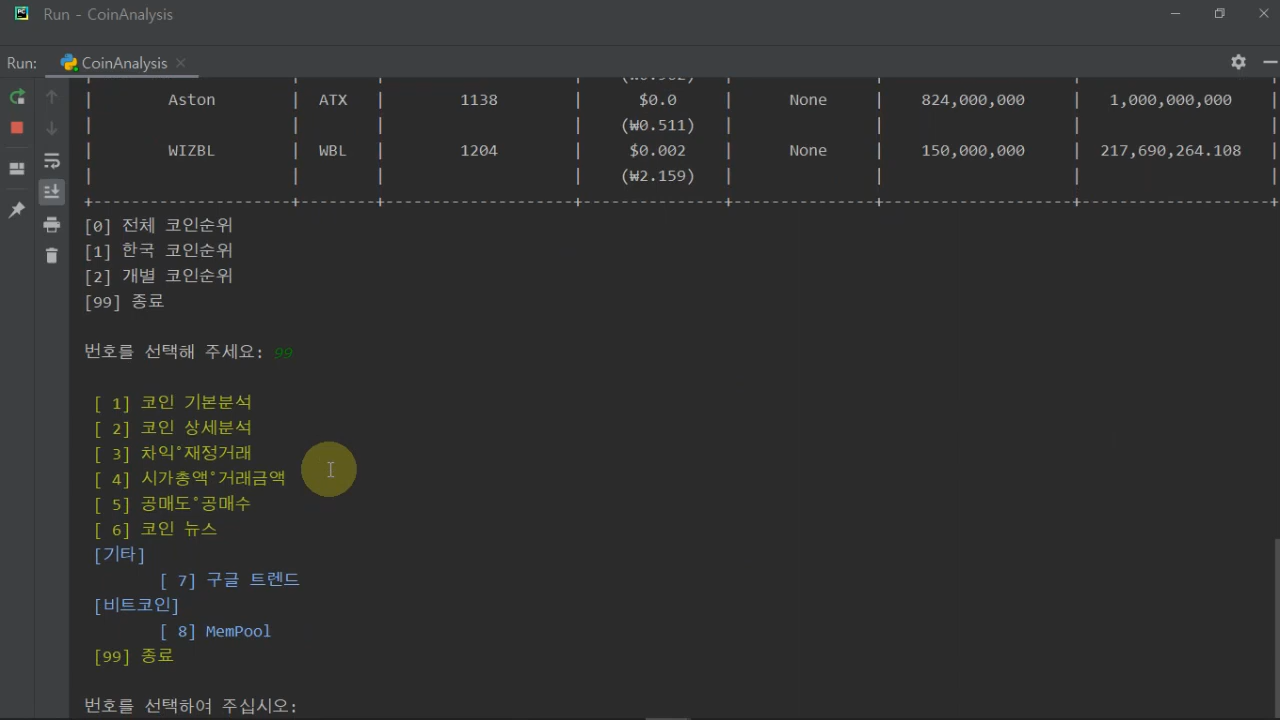 Run - CoinAnalysis
Run: CoinAnalysis
| Aston | ATX | 1138 | $0.0 | None | 824,000,000 | 1,000,000,000 |
| | | | (₩0.511) | | | |
| WIZBL | WBL | 1204 | $0.002 | None | 150,000,000 | 217,690,264.108 |
| | | | (₩2.159) | | | |
[0] 전체 코인순위
[1] 한국 코인순위
[2] 개별 코인순위
[99] 종료
번호를 선택해 주세요: 99
[ 1] 코인 기본분석
[ 2] 코인 상세분석
[ 3] 차익°재정거래
[ 4] 시가총액°거래금액
[ 5] 공매도°공매수
[ 6] 코인 뉴스
[기타]
[ 7] 구글 트렌드
[비트코인]
[ 8] MemPool
[99] 종료
번호를 선택하여 주십시오: